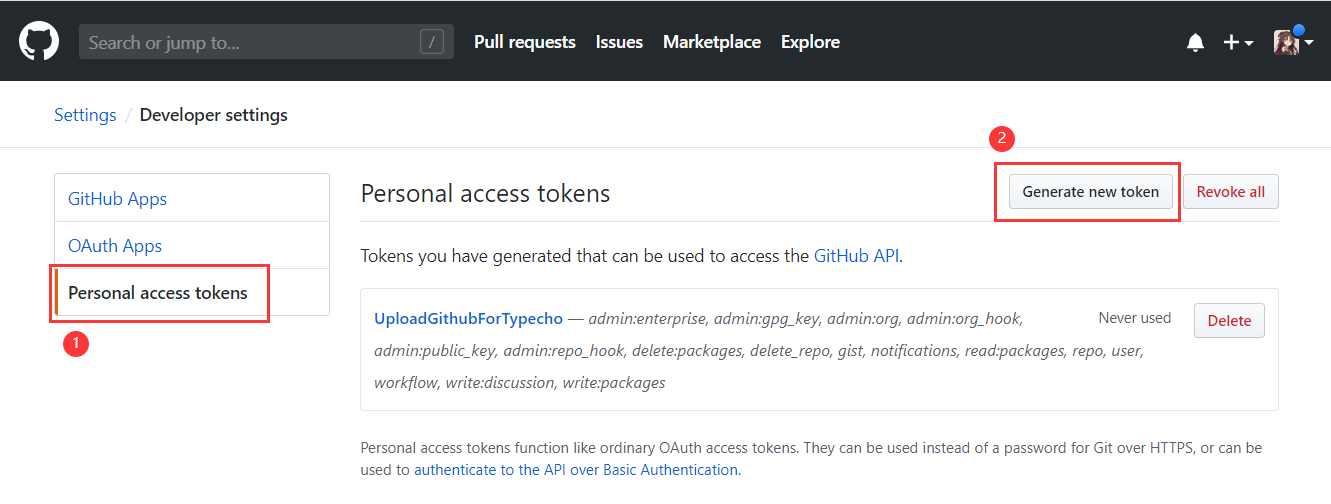 Search or jump to... / Pull requests Issues Marketplace Explore
Settings / Developer settings
2
GitHub Apps
OAuth Apps
Personal access tokens
1
Personal access tokens
Generate new token
Revoke all
Tokens you have generated that can be used to access the GitHub API.
UploadGithubForTypecho — admin:enterprise, admin:gpg_key, admin:org, admin:org_hook,
admin:public_key, admin:repo_hook, delete:packages, delete_repo, gist, notifications, read:packages, repo, user,
workflow, write:discussion, write:packages
Never used
Delete
Personal access tokens function like ordinary OAuth access tokens. They can be used instead of a password for Git over HTTPS, or can be
used to authenticate to the API over Basic Authentication.